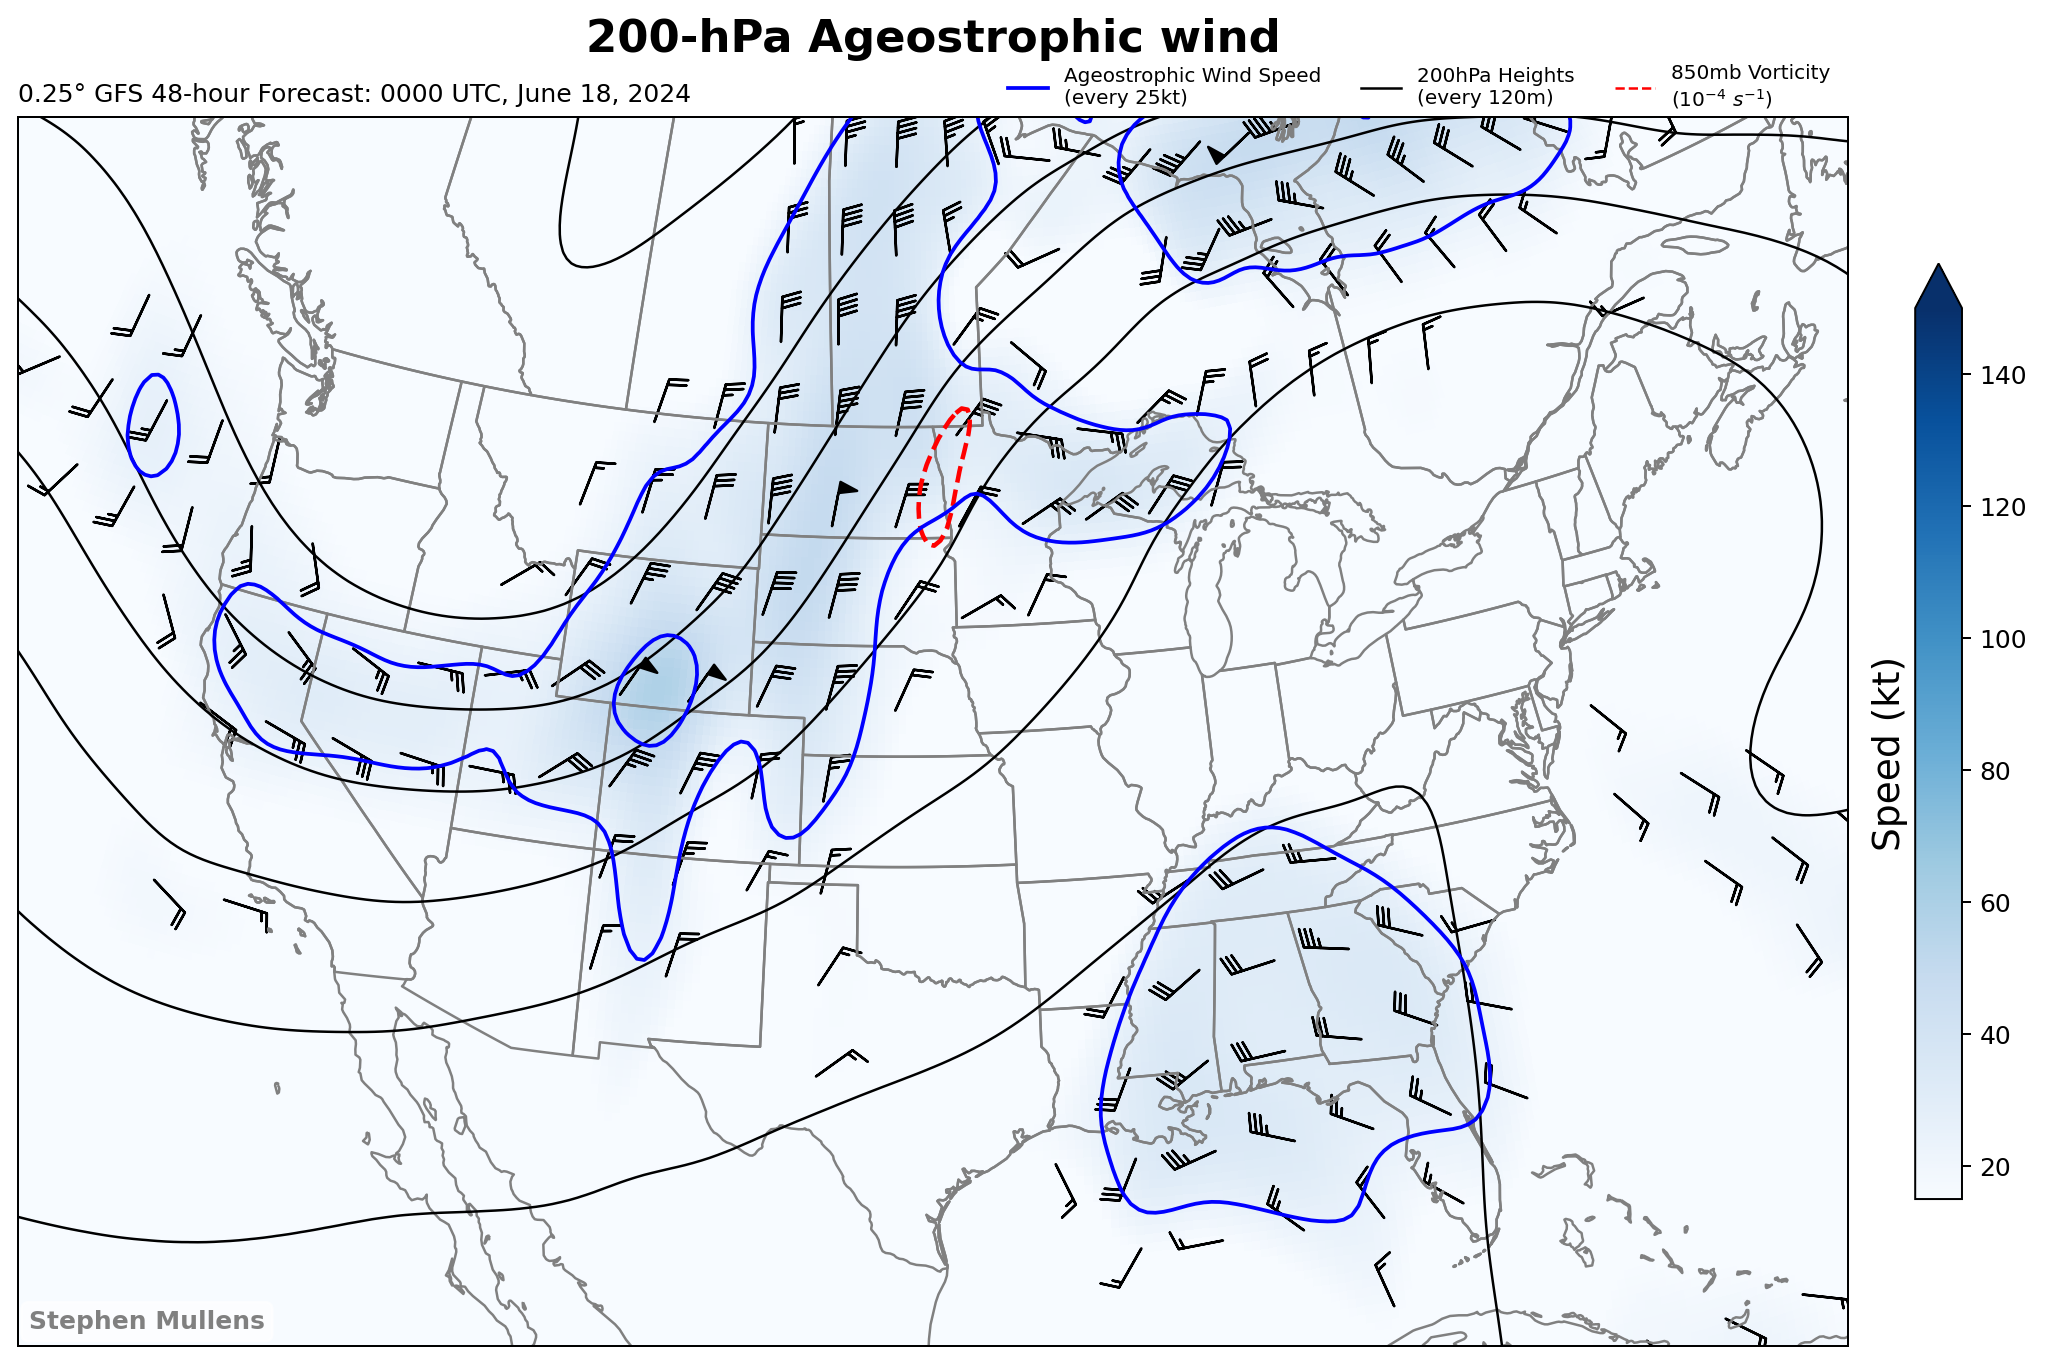 200-hPa Ageostrophic wind
0.25° GFS 48-hour Forecast: 0000 UTC, June 18, 2024
Ageostrophic Wind Speed
(every 25kt)
200hPa Heights
(every 120m)
850mb Vorticity
(10⁻⁴ s⁻¹)
140
120
100
80
60
40
20
Speed (kt)
Stephen Mullens